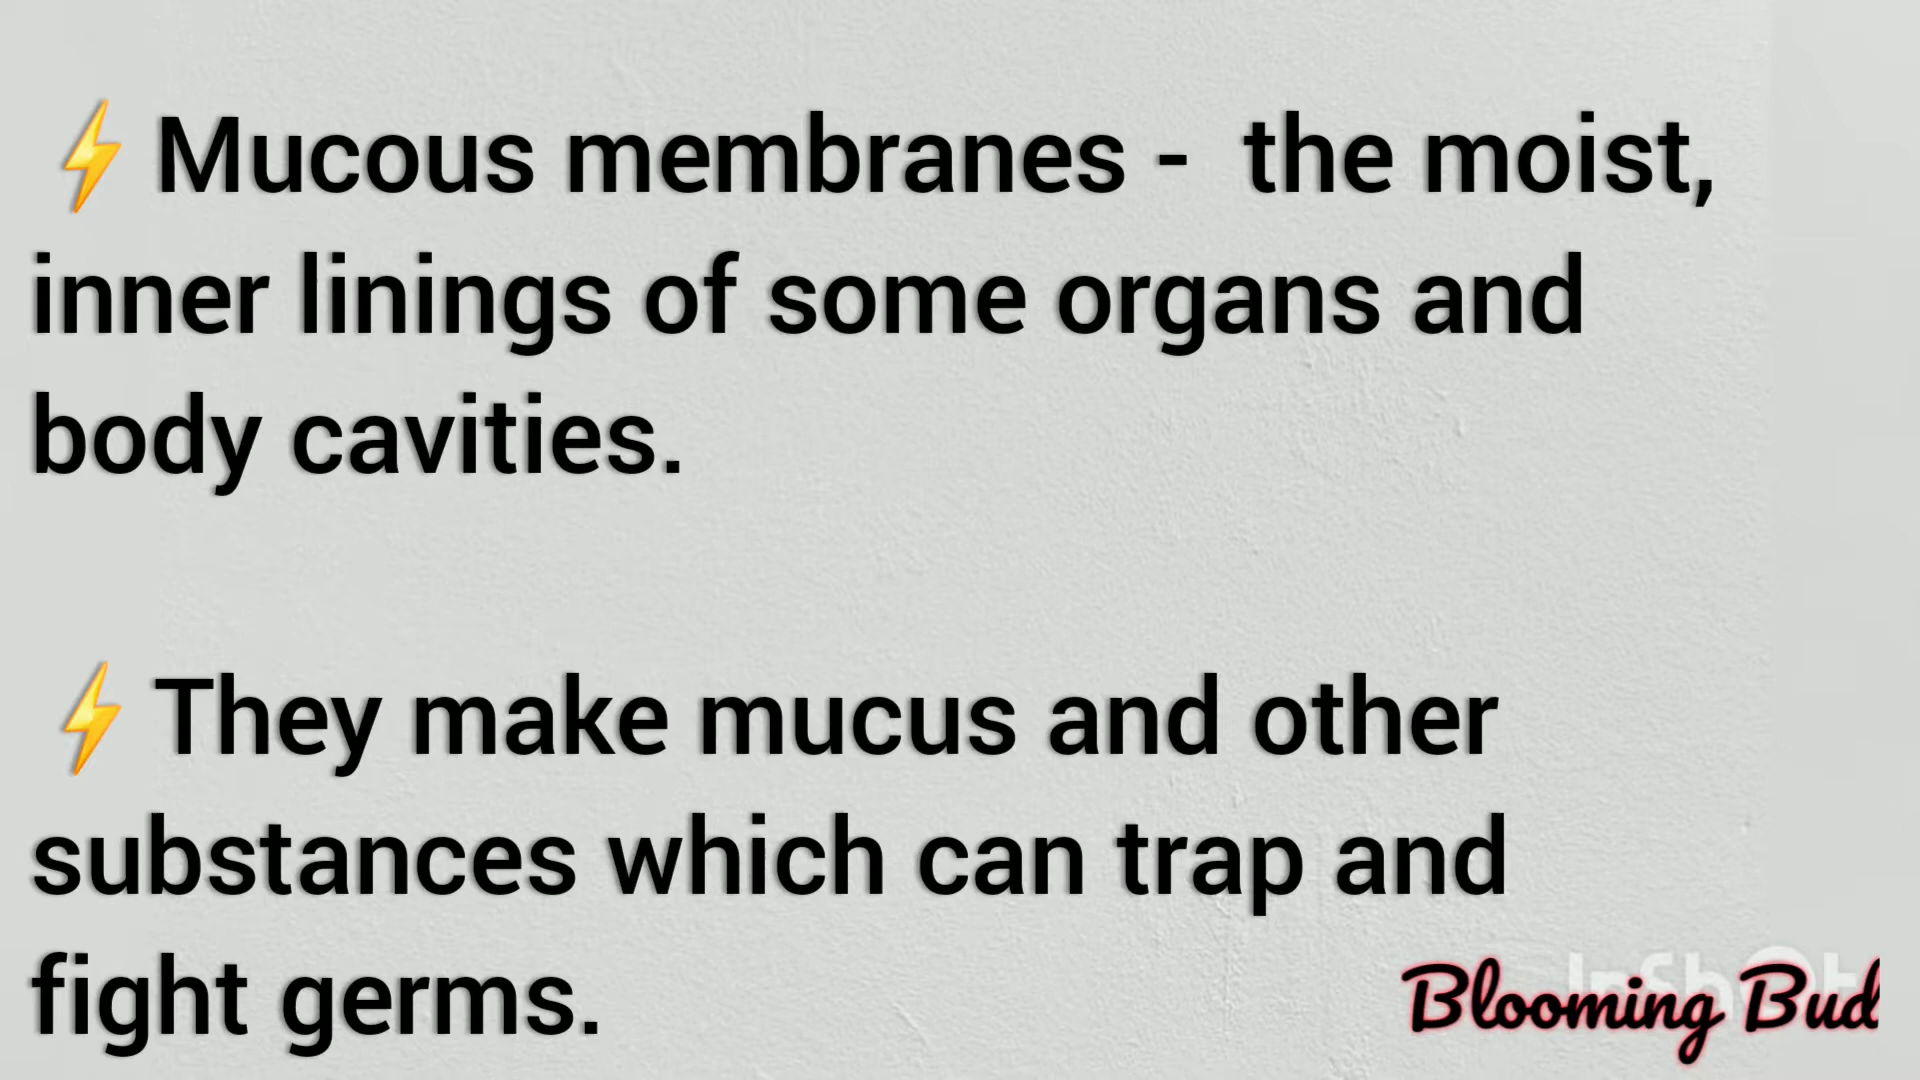 ⚡Mucous membranes -  the moist,
inner linings of some organs and
body cavities.
⚡They make mucus and other
substances which can trap and
fight germs.
InShot
Blooming Bud